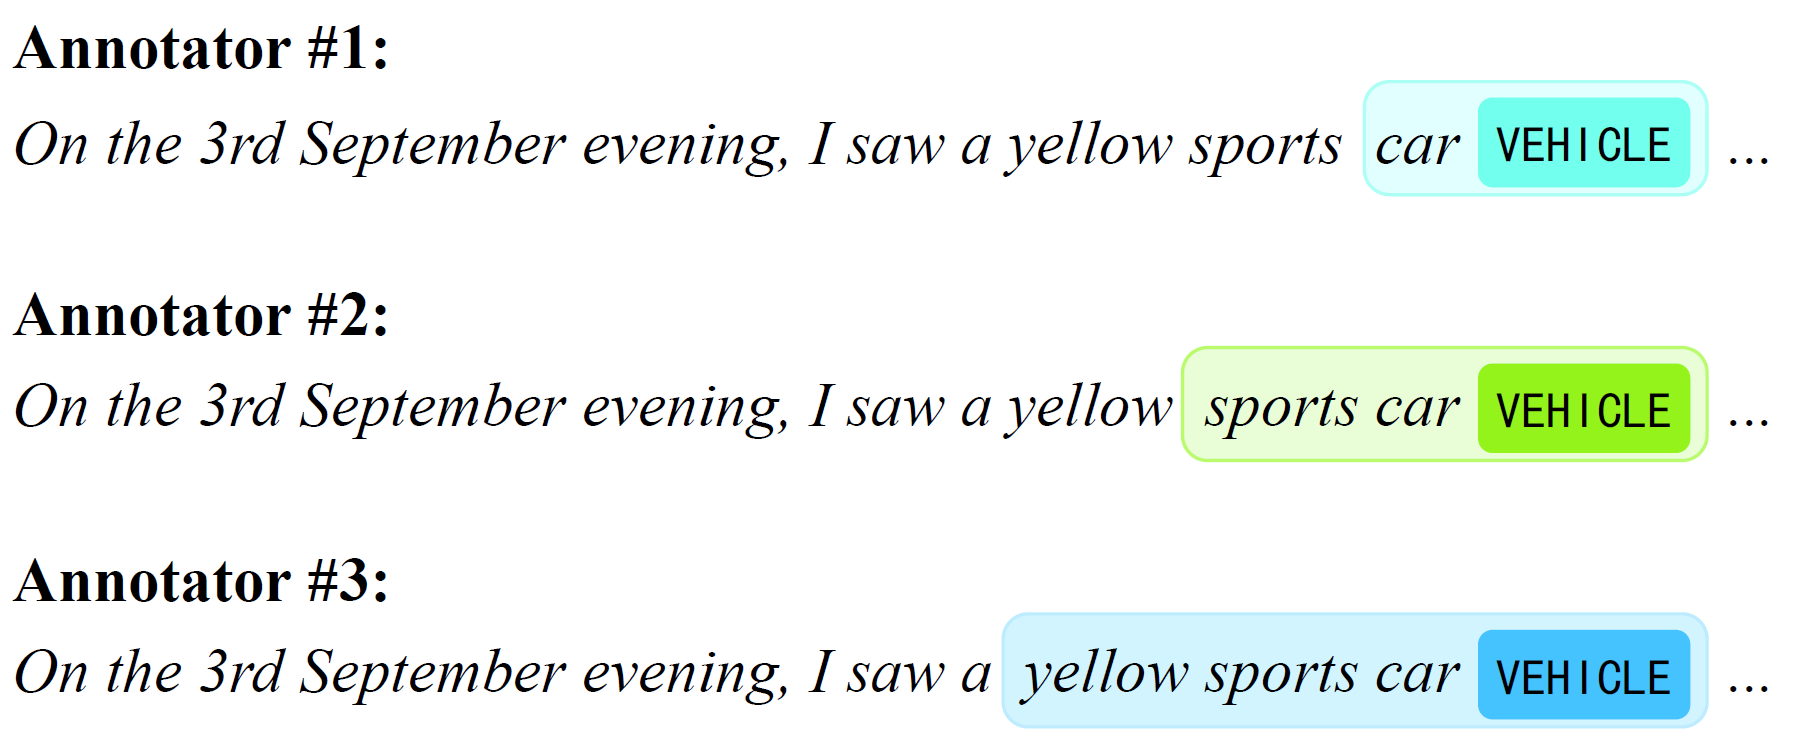 Annotator #1:
On the 3rd September evening, I saw a yellow sports car VEHICLE ...
Annotator #2:
On the 3rd September evening, I saw a yellow sports car VEHICLE ...
Annotator #3:
On the 3rd September evening, I saw a yellow sports car VEHICLE ...